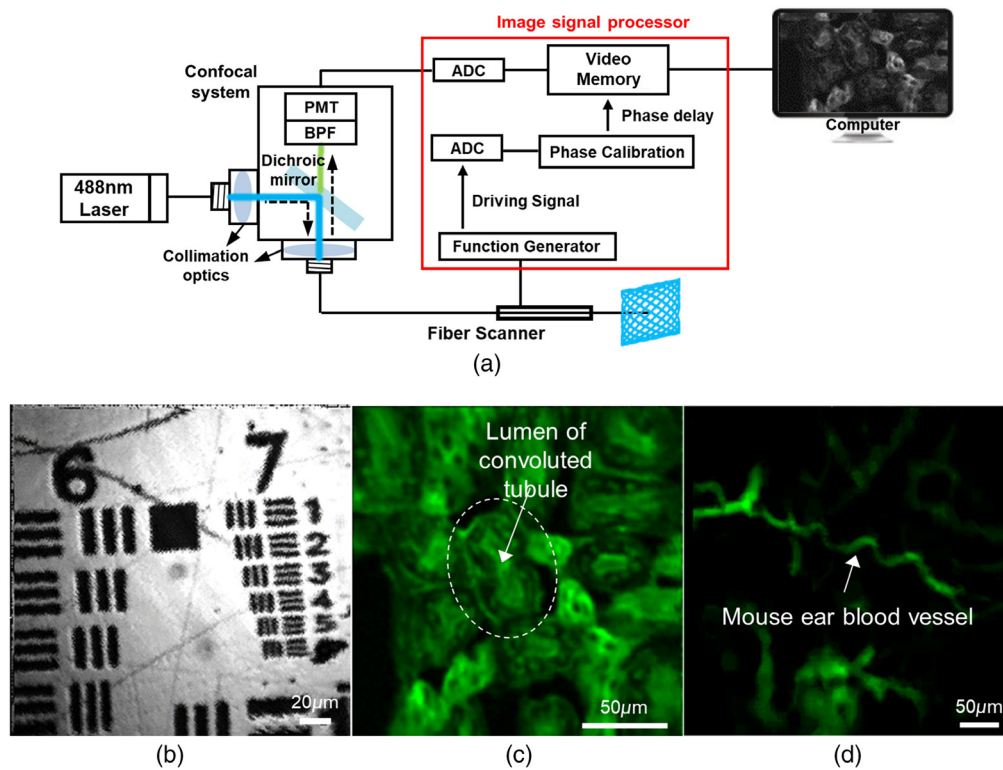 Image signal processor
Confocal
system
PMT
BPF
Dichroic
mirror
488nm
Laser
Collimation
optics
ADC
Video
Memory
Phase delay
ADC
Phase Calibration
Driving Signal
Function Generator
Fiber Scanner
Computer
(a)
6
7
1
2
3
4
5
20μm
(b)
Lumen of
convoluted
tubule
50μm
(c)
Mouse ear blood vessel
50μm
(d)